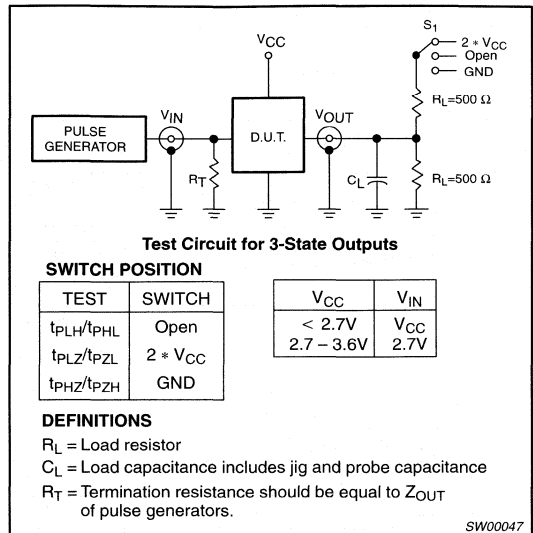 S1
VCC
2 * VCC
Open
GND
RL=500 Ω
VIN
VOUT
PULSE
GENERATOR
D.U.T.
RT
CL
RL=500 Ω
Test Circuit for 3-State Outputs
SWITCH POSITION
TEST SWITCH
tPLH/tPHL Open
tPLZ/tPZL 2 * VCC
tPHZ/tPZH GND
VCC VIN
< 2.7V VCC
2.7 – 3.6V 2.7V
DEFINITIONS
RL = Load resistor
CL = Load capacitance includes jig and probe capacitance
RT = Termination resistance should be equal to ZOUT
of pulse generators.
SW00047